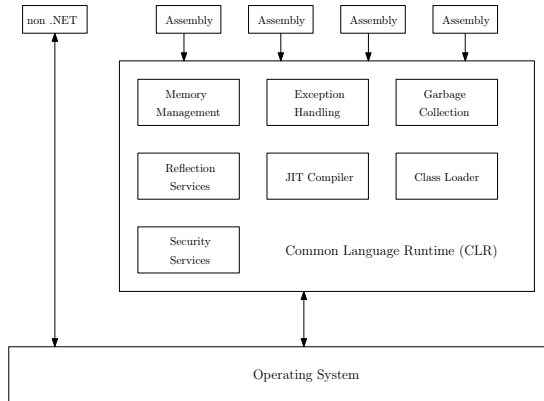 non .NET
Assembly
Assembly
Assembly
Assembly
Memory
Management
Exception
Handling
Garbage
Collection
Reflection
Services
JIT Compiler
Class Loader
Security
Services
Common Language Runtime (CLR)
Operating System